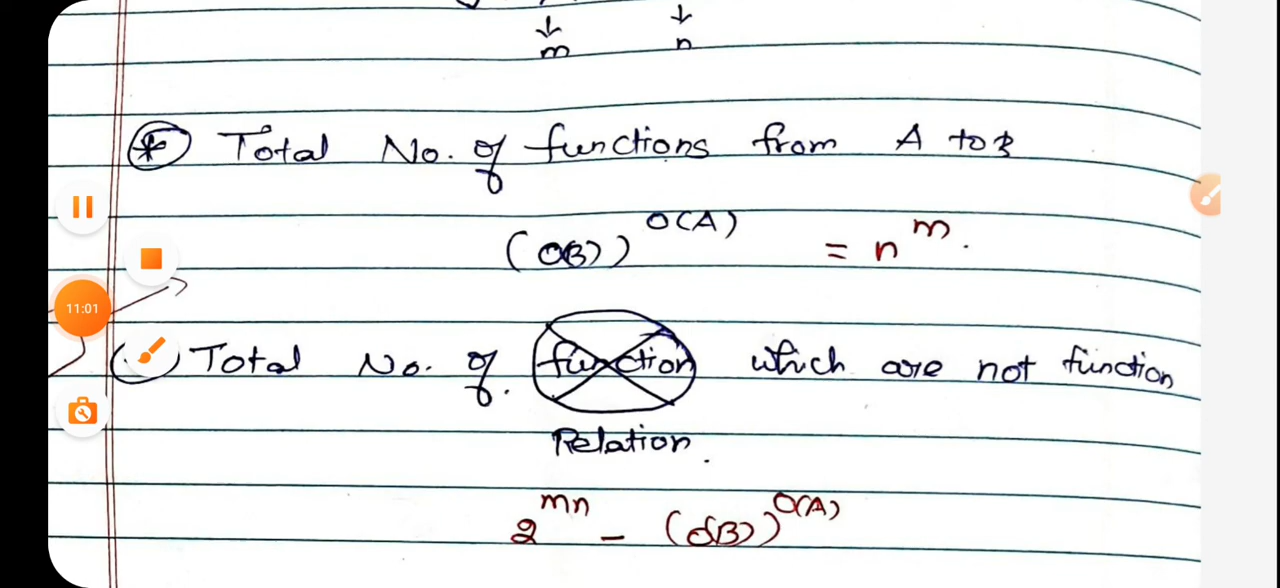 ↓ ↓
m n
* Total No. of functions from A to B
(O(B))^O(A) = n^m.
11:01
Total No. of function which are not function
Relation.
2^mn - (O(B))^O(A)